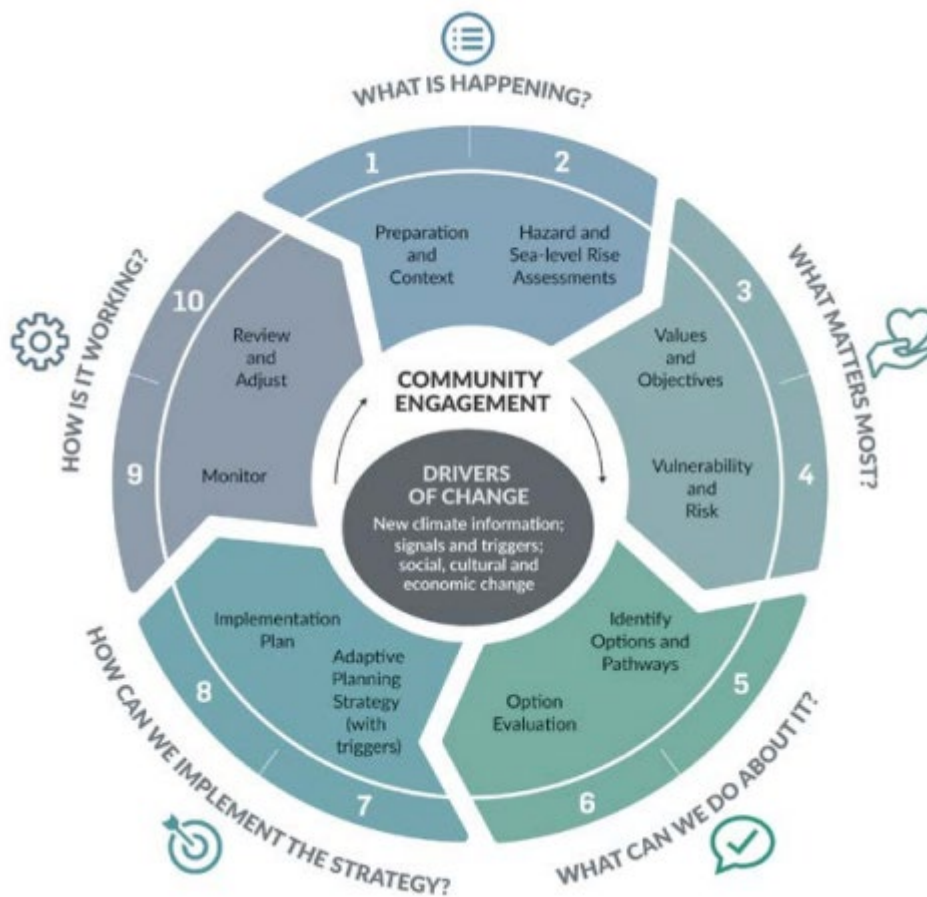 WHAT IS HAPPENING?
1
2
Preparation
and
Context
Hazard and
Sea-level Rise
Assessments
WHAT MATTERS MOST?
3
Values
and
Objectives
4
Vulnerability
and
Risk
WHAT CAN WE DO ABOUT IT?
5
Identify
Options and
Pathways
6
Option
Evaluation
HOW CAN WE IMPLEMENT THE STRATEGY?
7
Adaptive
Planning
Strategy
(with
triggers)
8
Implementation
Plan
HOW IS IT WORKING?
9
Monitor
10
Review
and
Adjust
COMMUNITY
ENGAGEMENT
DRIVERS
OF CHANGE
New climate information;
signals and triggers;
social, cultural and
economic change